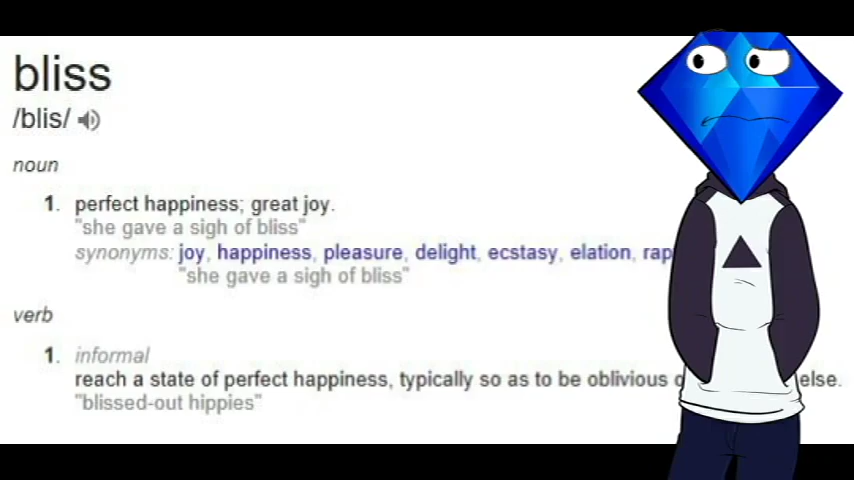 bliss
/blis/
noun
1. perfect happiness; great joy.
"she gave a sigh of bliss"
synonyms: joy, happiness, pleasure, delight, ecstasy, elation,
"she gave a sigh of bliss"
verb
1. informal
reach a state of perfect happiness, typically so as to be oblivious else.
"blissed-out hippies"